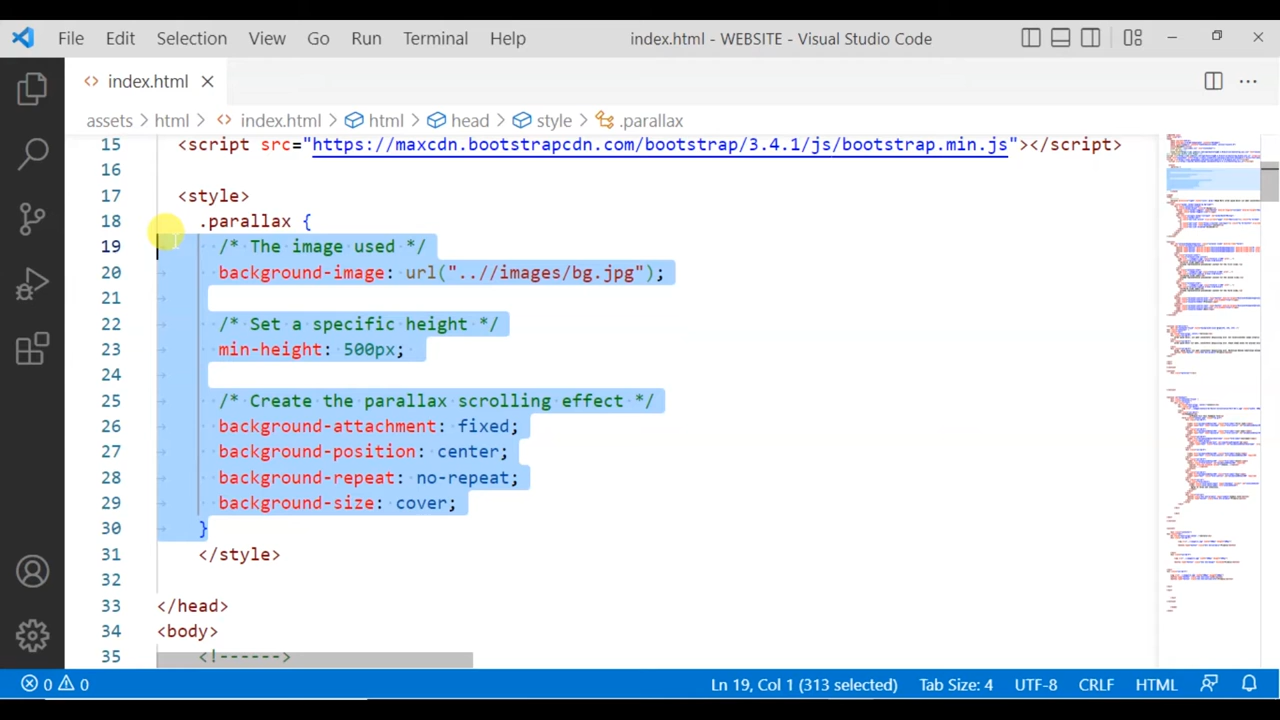 File Edit Selection View Go Run Terminal Help index.html - WEBSITE - Visual Studio Code
<> index.html ×
assets > html > <> index.html > html > head > style > .parallax
15 <script src="https://maxcdn.bootstrapcdn.com/bootstrap/3.4.1/js/bootstrap.min.js"></script>
16
17 <style>
18 .parallax {
19 /* The image used */
20 background-image: url("..//images/bg.jpg");
21
22 /* Set a specific height */
23 min-height: 500px;
24
25 /* Create the parallax scrolling effect */
26 background-attachment: fixed;
27 background-position: center;
28 background-repeat: no-repeat;
29 background-size: cover;
30 }
31 </style>
32
33 </head>
34 <body>
35 <!------>
0 0 Ln 19, Col 1 (313 selected) Tab Size: 4 UTF-8 CRLF HTML